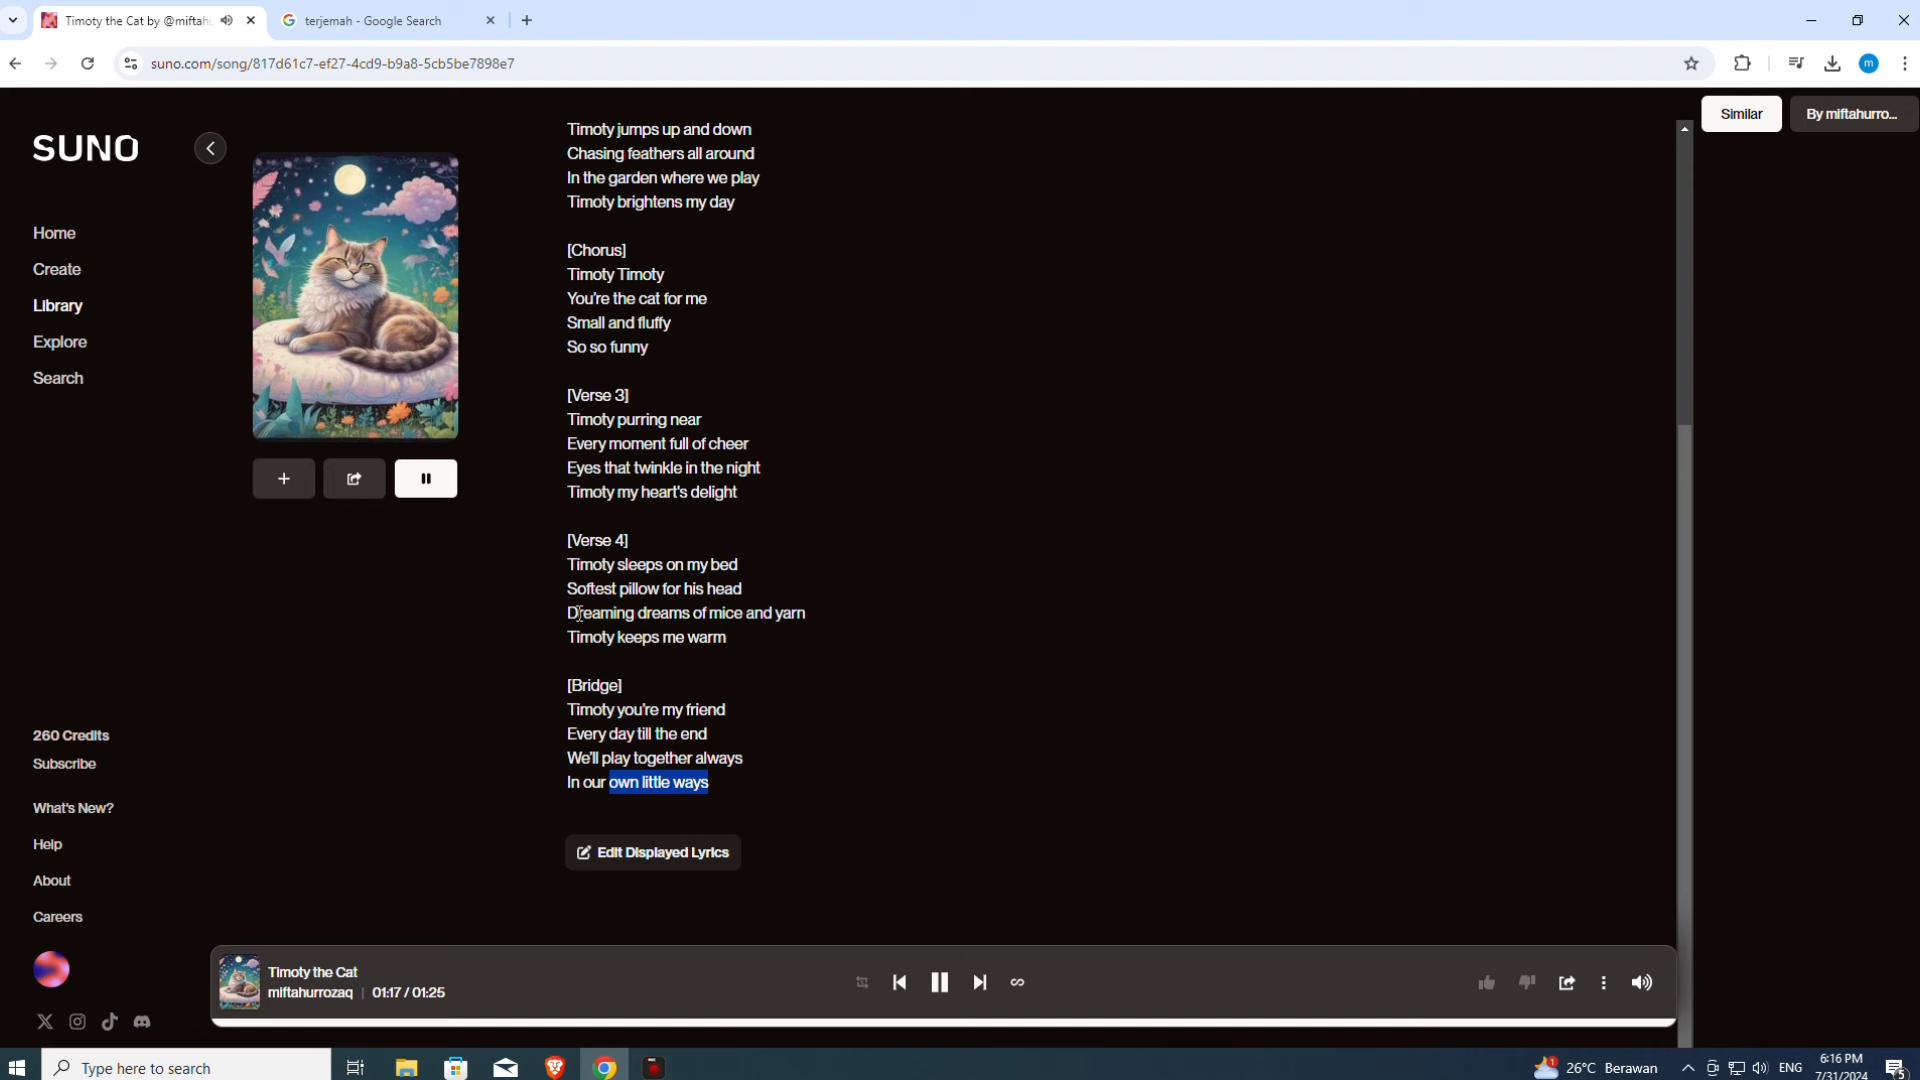 Timoty the Cat by @miftahu
terjemah - Google Search
suno.com/song/817d61c7-ef27-4cd9-b9a8-5cb5be7898e7
m
SUNO
Home
Create
Library
Explore
Search
260 Credits
Subscribe
What's New?
Help
About
Careers
Timoty jumps up and down
Chasing feathers all around
In the garden where we play
Timoty brightens my day
[Chorus]
Timoty Timoty
You're the cat for me
Small and fluffy
So so funny
[Verse 3]
Timoty purring near
Every moment full of cheer
Eyes that twinkle in the night
Timoty my heart's delight
[Verse 4]
Timoty sleeps on my bed
Softest pillow for his head
Dreaming dreams of mice and yarn
Timoty keeps me warm
[Bridge]
Timoty you're my friend
Every day till the end
We'll play together always
In our own little ways
Edit Displayed Lyrics
Similar
By miftahurro...
Timoty the Cat
miftahurrozaq | 01:17 / 01:25
Type here to search
1
26°C Berawan
ENG
6:16 PM
7/31/2024
5